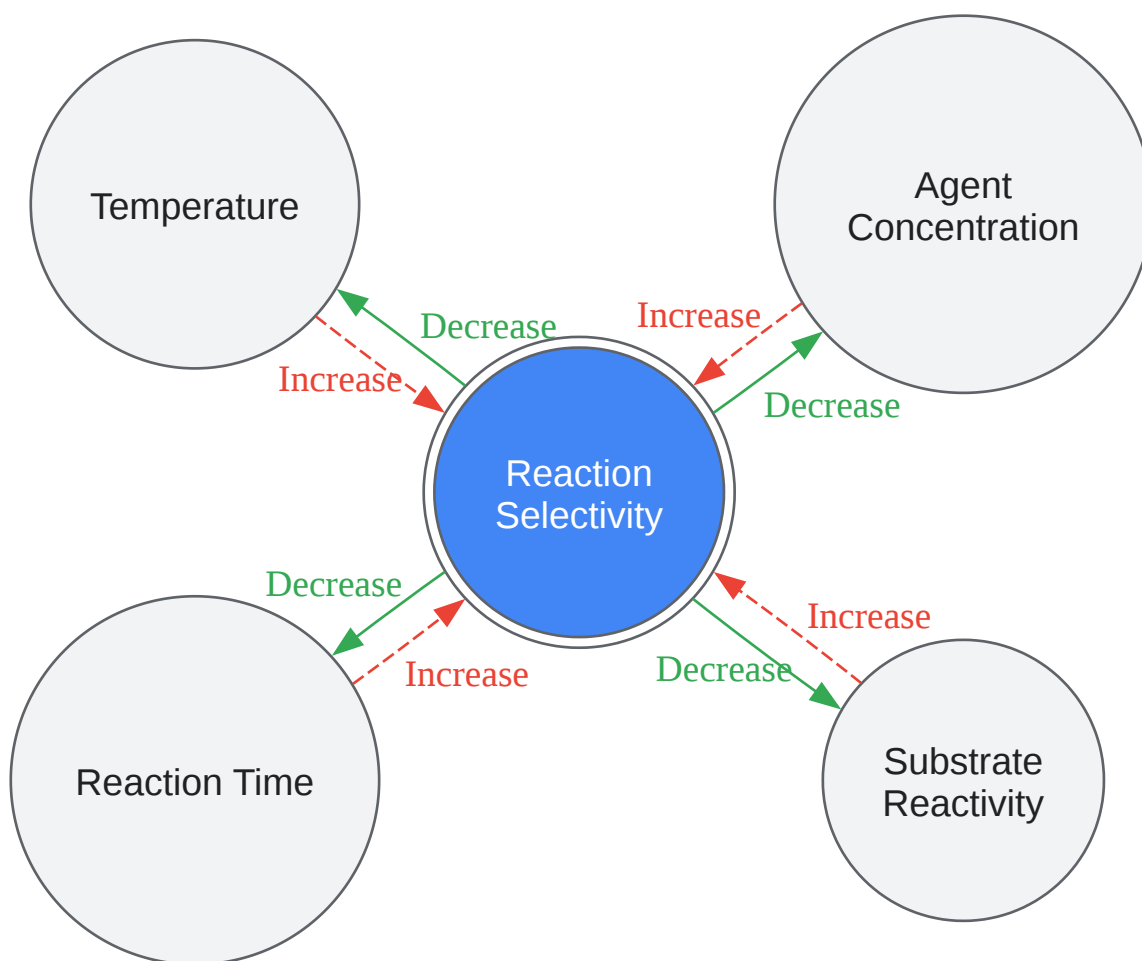 Temperature
Agent
Concentration
Decrease
Increase
Increase
Decrease
Reaction
Selectivity
Decrease
Increase
Increase
Decrease
Reaction Time
Substrate
Reactivity